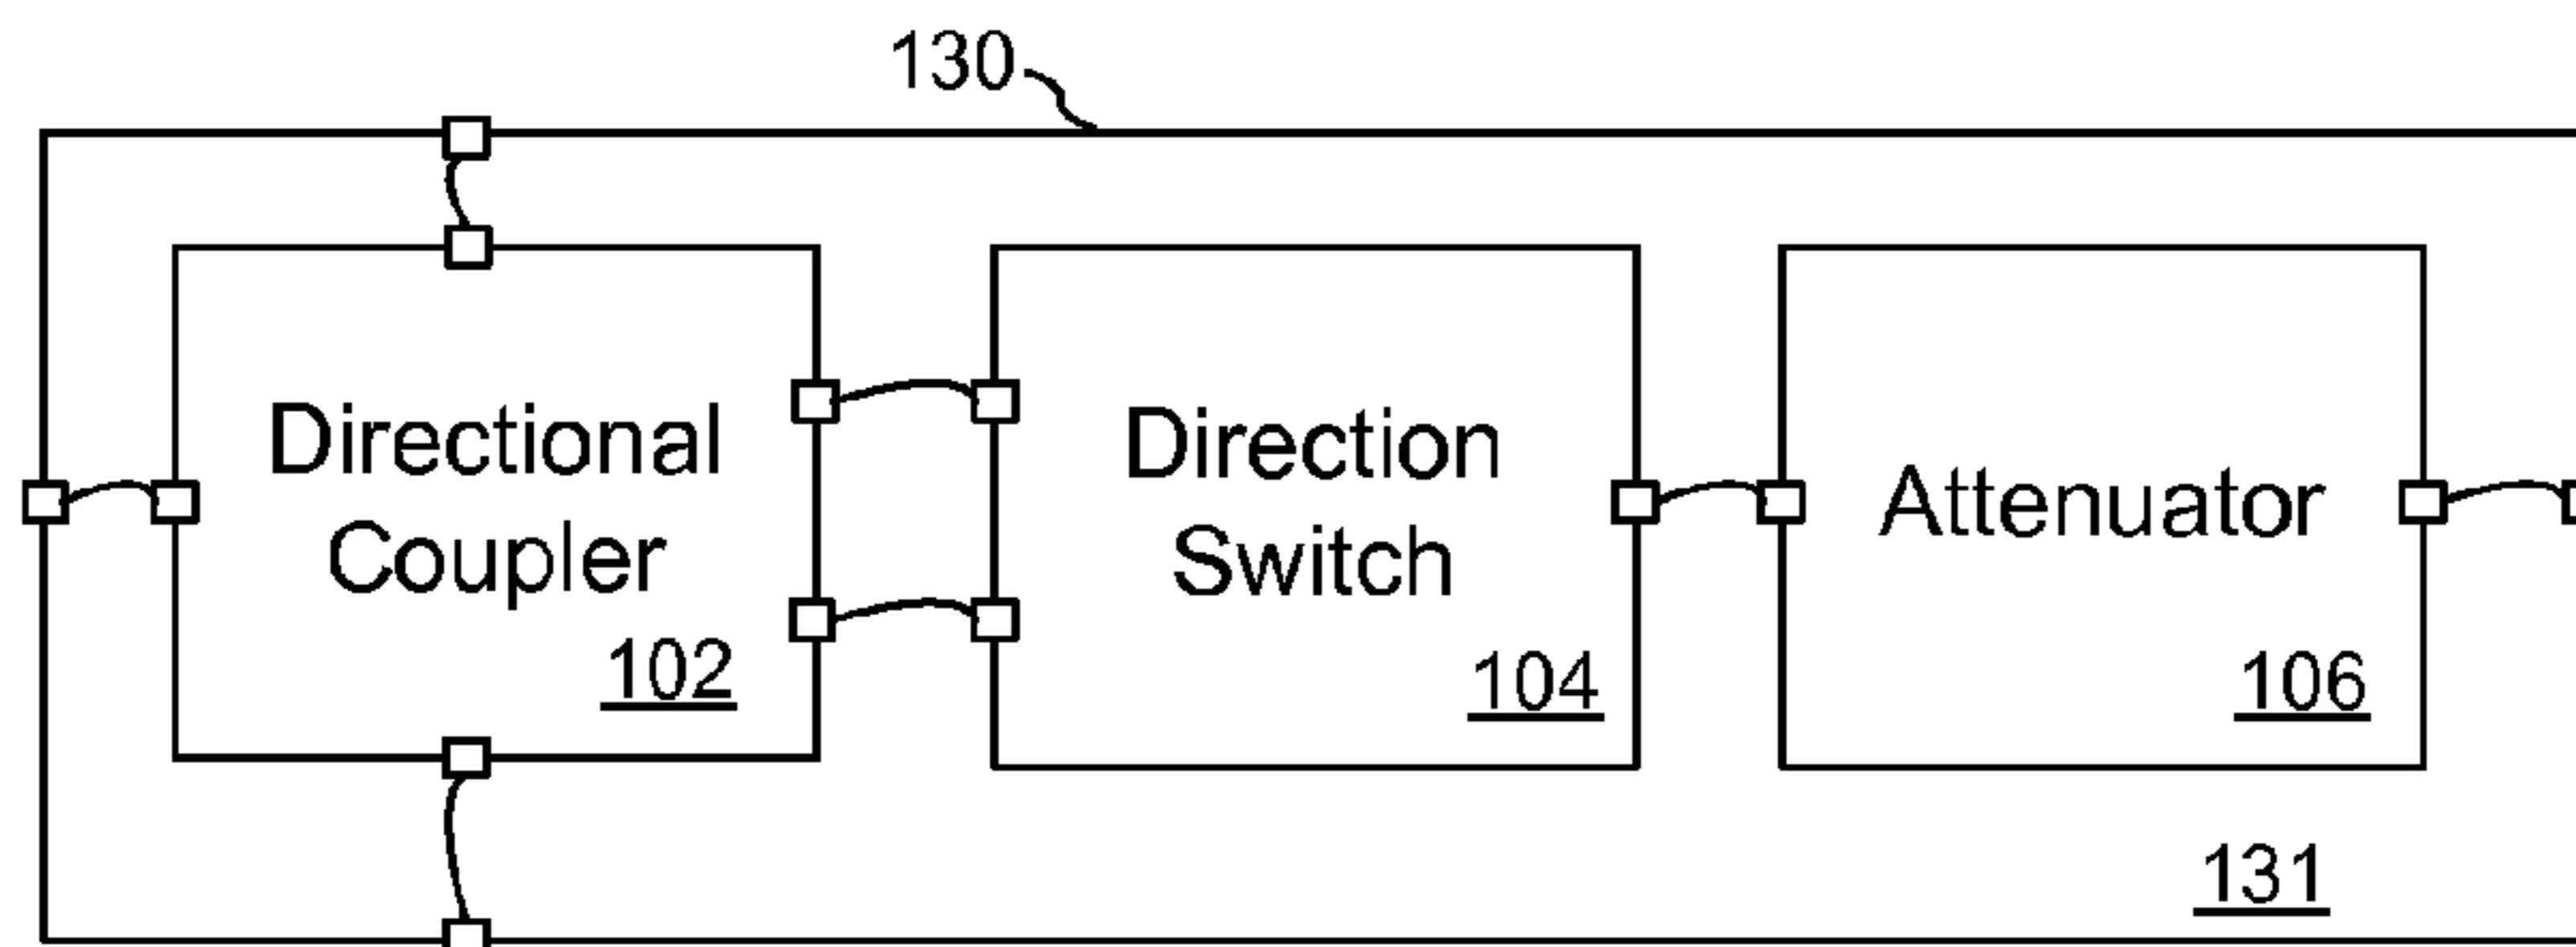 130
Directional
Coupler
102
Direction
Switch
104
Attenuator
106
131